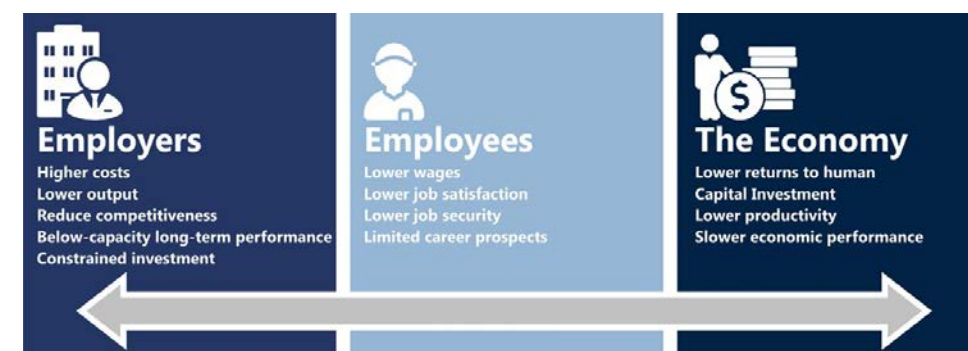 Employers
Higher costs
Lower output
Reduce competitiveness
Below-capacity long-term performance
Constrained investment
Employees
Lower wages
Lower job satisfaction
Lower job security
Limited career prospects
$
The Economy
Lower returns to human
Capital Investment
Lower productivity
Slower economic performance